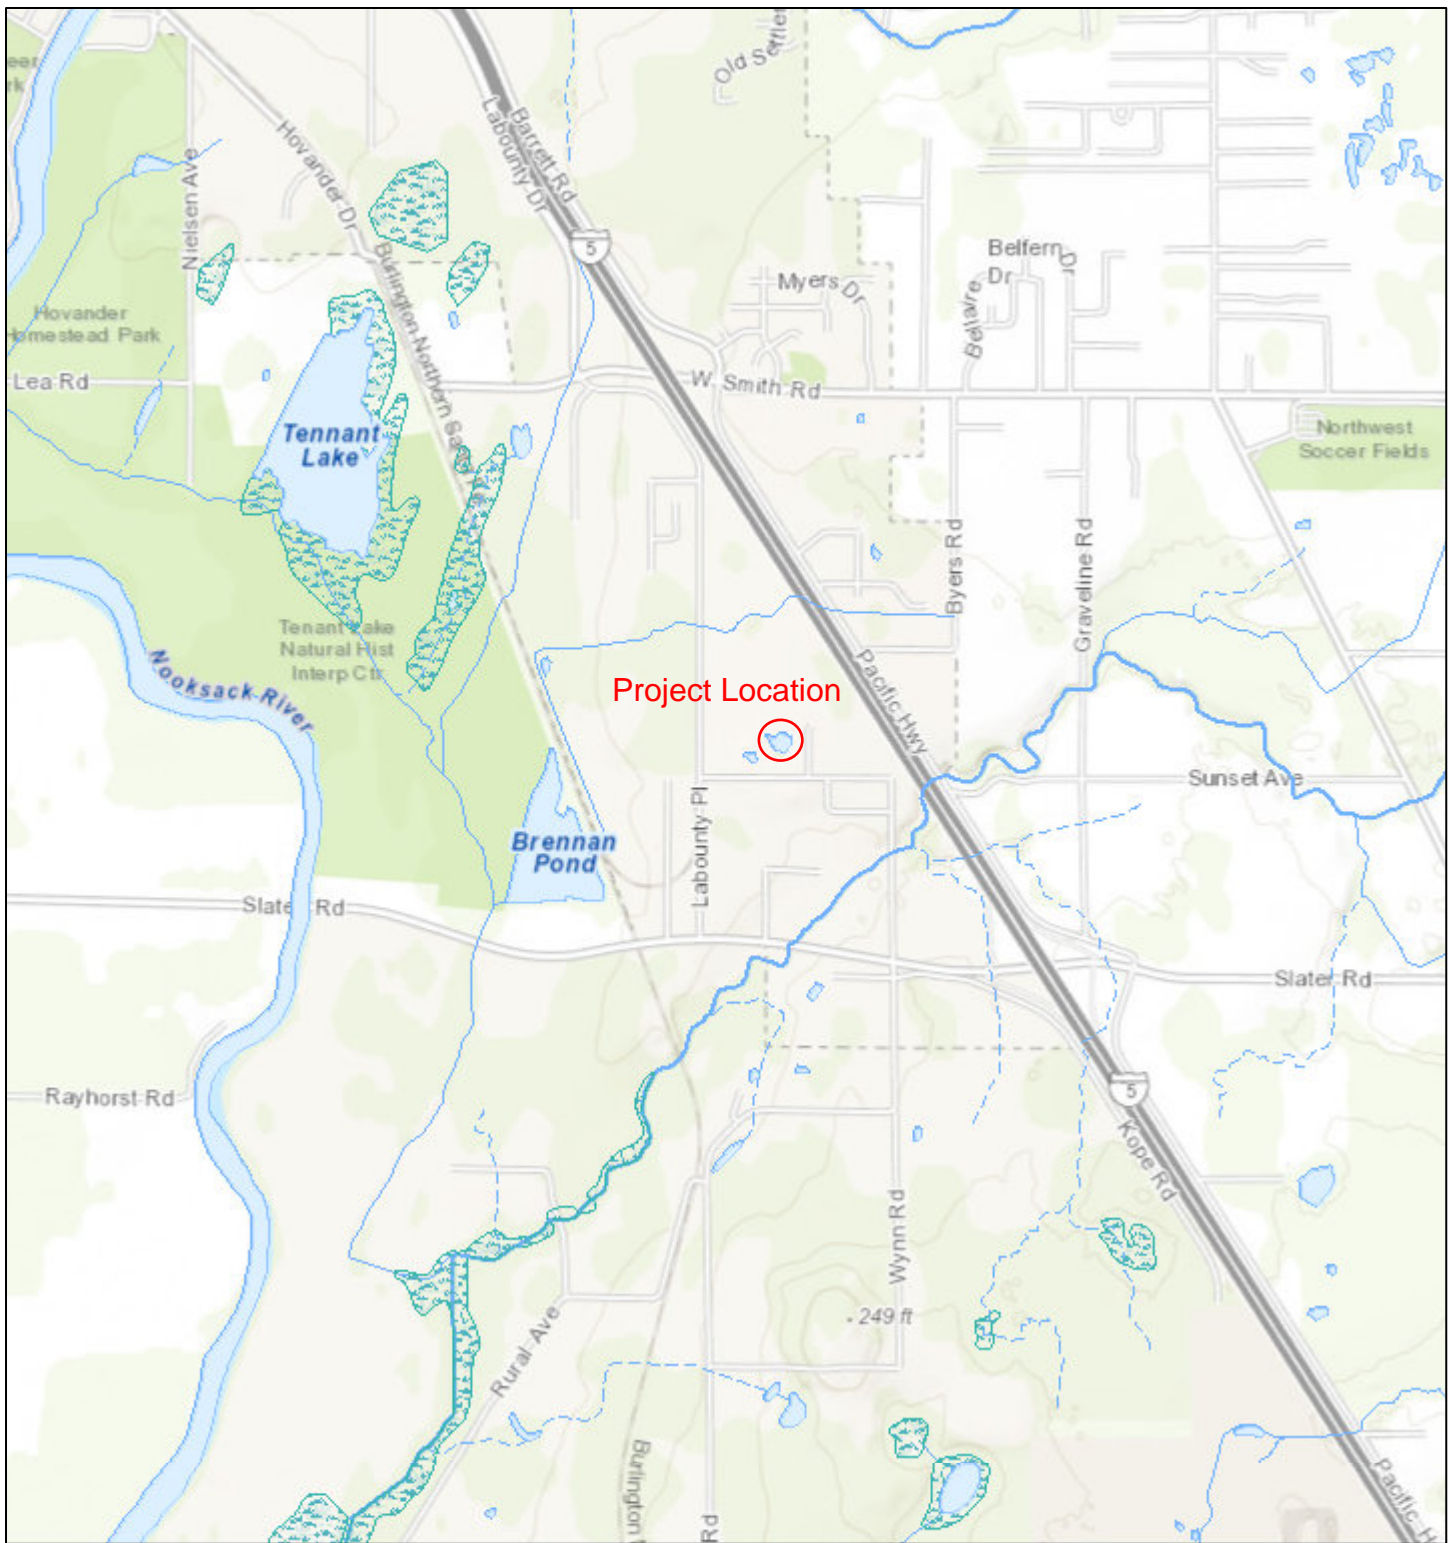 Old Settler
Barrett Rd
Labounty Dr
Hovander Dr
Nielsen Ave
5
Belfern
Dr
Dr
Myers Dr
Bellaire
Burlington Northern Santa Fe
Hovander
Homestead Park
Lea Rd
W Smith Rd
Tennant
Lake
Northwest
Soccer Fields
Byers Rd
Graveline Rd
Tenant Lake
Natural Hist
Interp Ctr
Nooksack River
Project Location
Pacific Hwy
Sunset Ave
Labounty Pl
Brennan
Pond
Slater Rd
Slater Rd
Rayhorst Rd
5
Kope Rd
Wynn Rd
249 ft
Rural Ave
Burlington
Rd
Pacific H